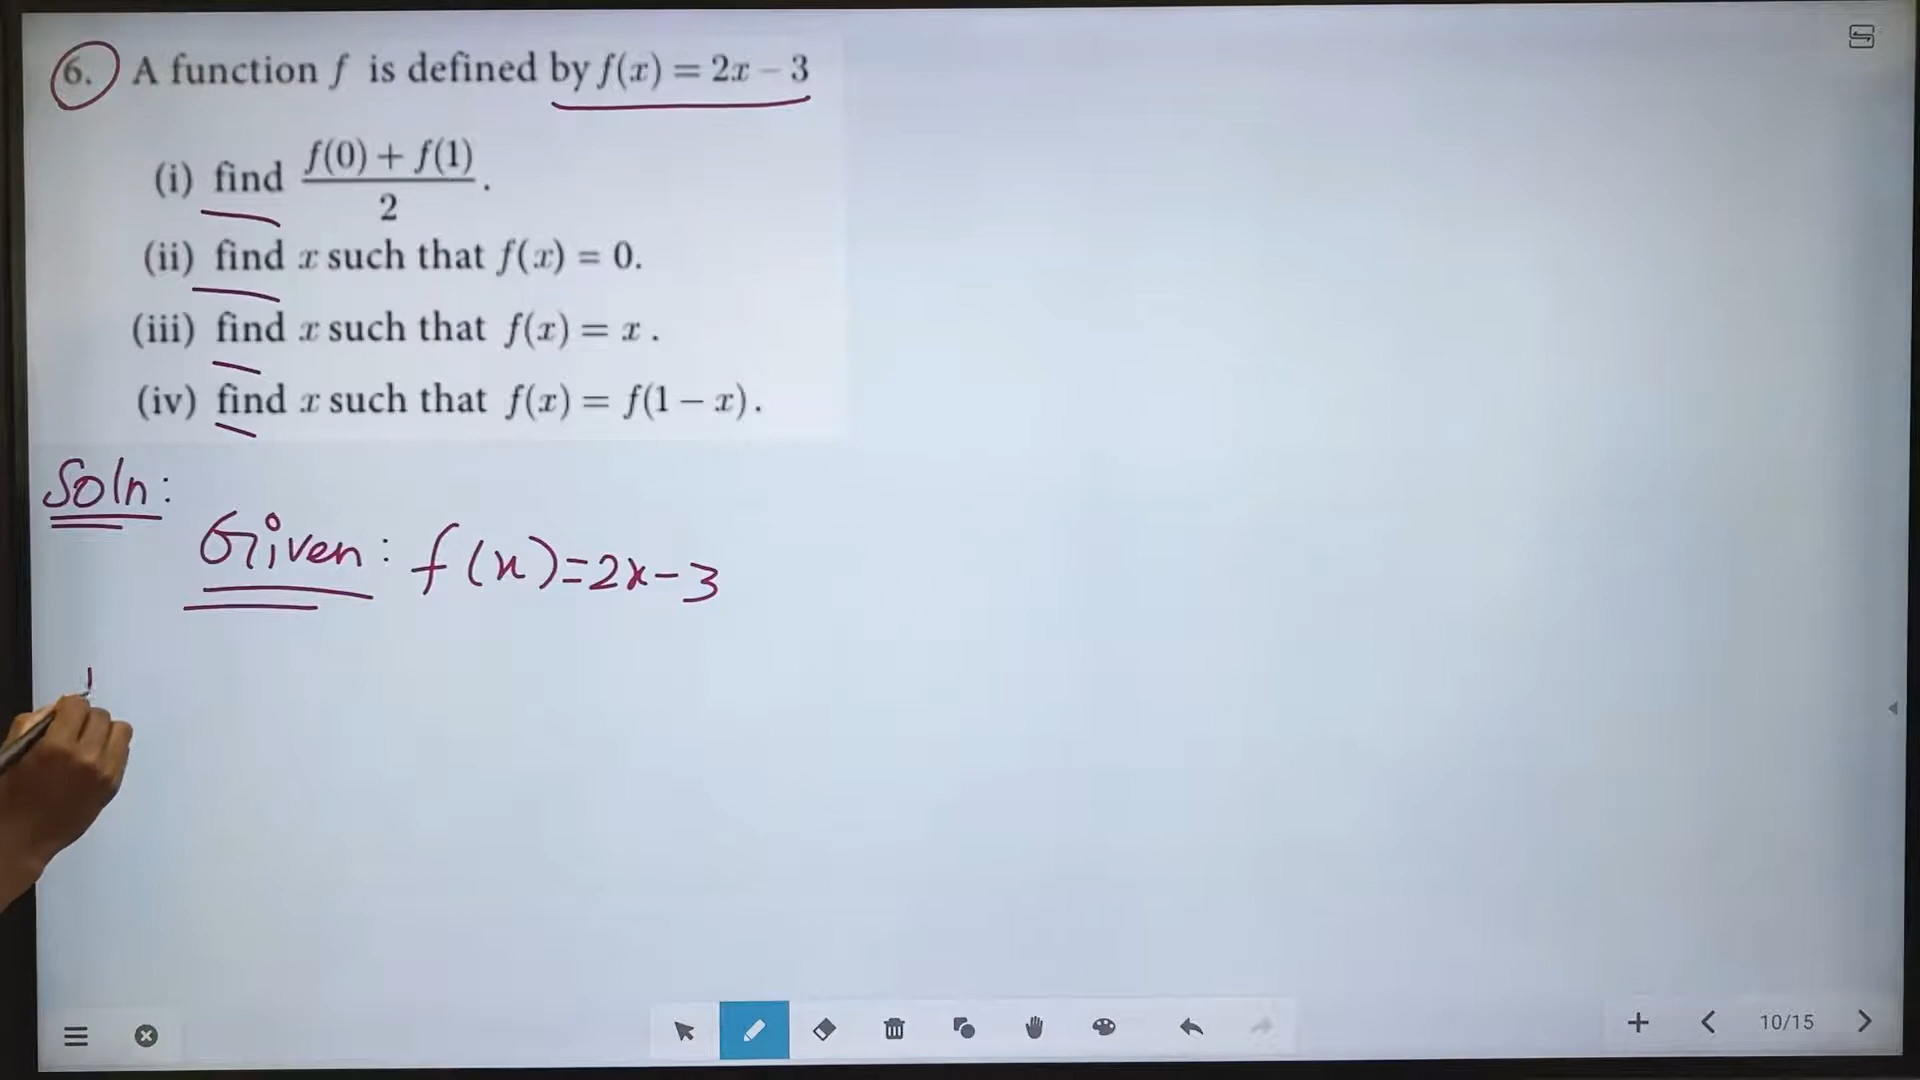 6. A function f is defined by f(x) = 2x − 3
(i) find f(0) + f(1) / 2 .
(ii) find x such that f(x) = 0.
(iii) find x such that f(x) = x .
(iv) find x such that f(x) = f(1 − x) .
Soln:
Given: f(x)=2x-3
10/15